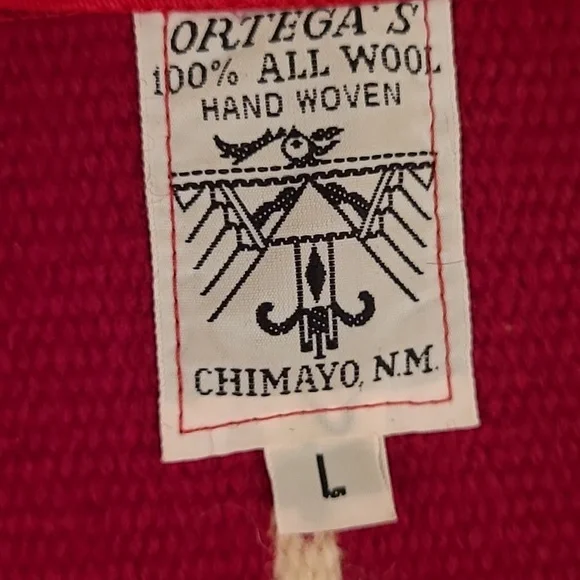 ORTEGA'S
100% ALL WOOL
HAND WOVEN
CHIMAYO, N.M.
L